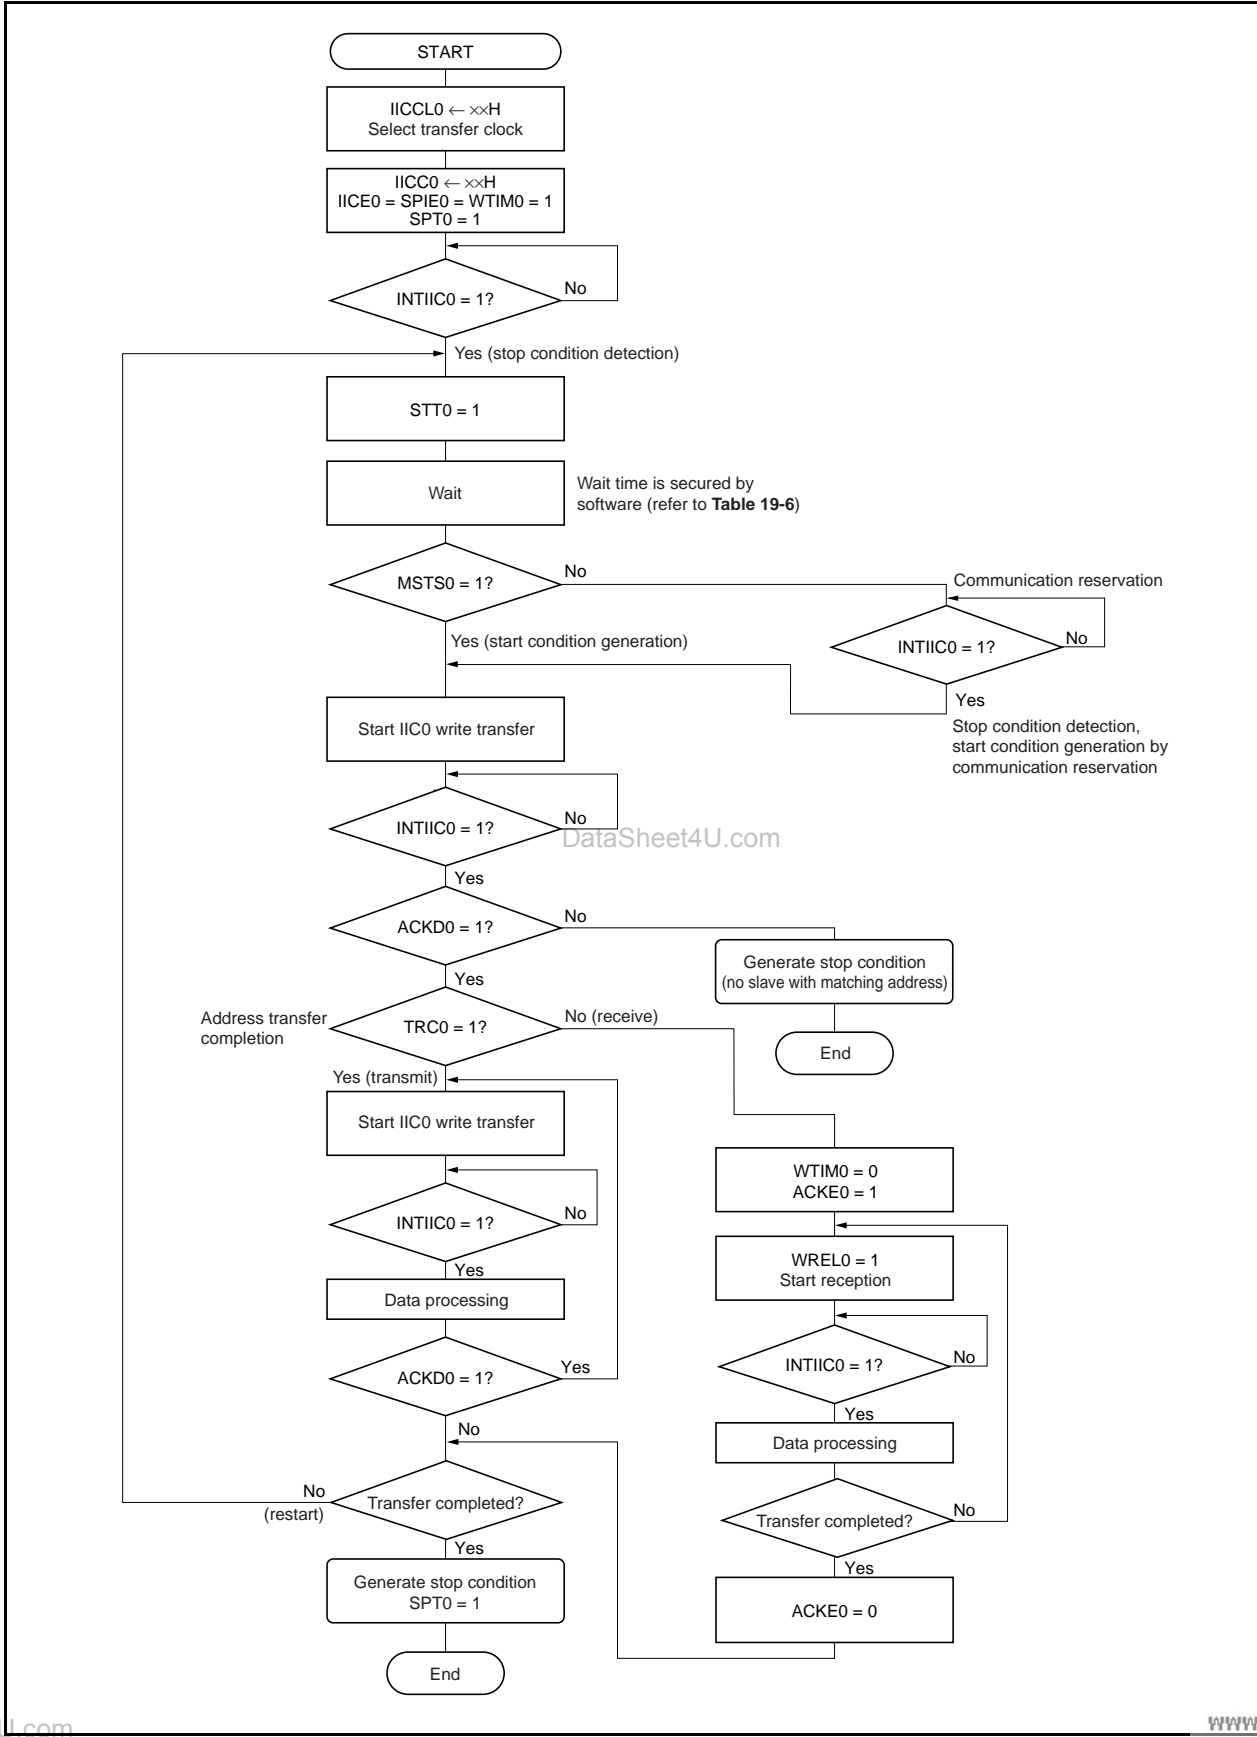 START
IICCL0 ← ××H
Select transfer clock
IICC0 ← ××H
IICE0 = SPIE0 = WTIM0 = 1
SPT0 = 1
INTIIC0 = 1?
No
Yes (stop condition detection)
STT0 = 1
Wait
Wait time is secured by
software (refer to Table 19-6)
MSTS0 = 1?
No
Communication reservation
INTIIC0 = 1?
No
Yes (start condition generation)
Yes
Stop condition detection,
start condition generation by
communication reservation
Start IIC0 write transfer
INTIIC0 = 1?
No
DataSheet4U.com
Yes
ACKD0 = 1?
No
Generate stop condition
(no slave with matching address)
End
Yes
Address transfer
completion
TRC0 = 1?
No (receive)
Yes (transmit)
Start IIC0 write transfer
INTIIC0 = 1?
No
Yes
Data processing
ACKD0 = 1?
Yes
No
WTIM0 = 0
ACKE0 = 1
WREL0 = 1
Start reception
INTIIC0 = 1?
No
Yes
Data processing
Transfer completed?
No
Yes
ACKE0 = 0
No
(restart)
Transfer completed?
Yes
Generate stop condition
SPT0 = 1
End
U.com
www